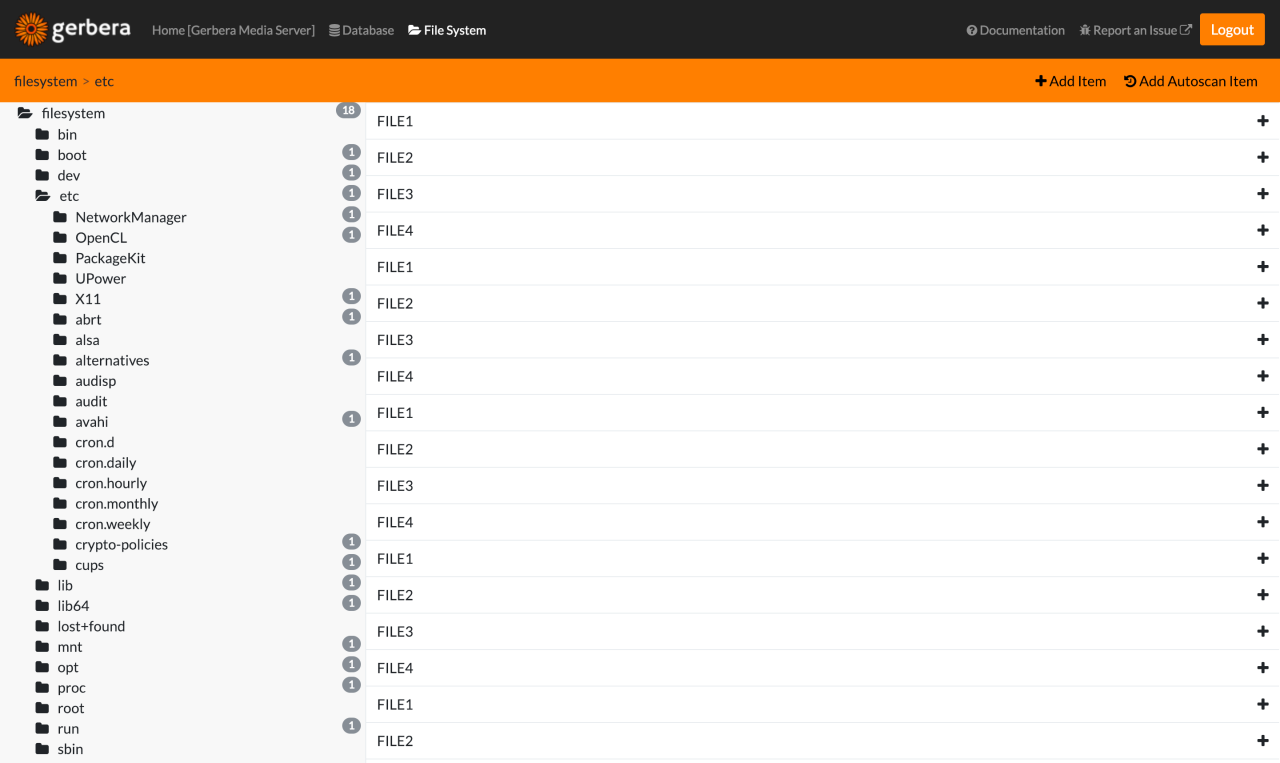 gerbera Home [Gerbera Media Server] Database File System Documentation Report an Issue Logout
filesystem > etc Add Item Add Autoscan Item
filesystem 18
bin
boot 1
dev 1
etc 1
NetworkManager 1
OpenCL 1
PackageKit
UPower
X11 1
abrt 1
alsa
alternatives 1
audisp
audit
avahi 1
cron.d
cron.daily
cron.hourly
cron.monthly
cron.weekly
crypto-policies 1
cups 1
lib 1
lib64 1
lost+found
mnt 1
opt 1
proc 1
root
run 1
sbin
FILE1
FILE2
FILE3
FILE4
FILE1
FILE2
FILE3
FILE4
FILE1
FILE2
FILE3
FILE4
FILE1
FILE2
FILE3
FILE4
FILE1
FILE2